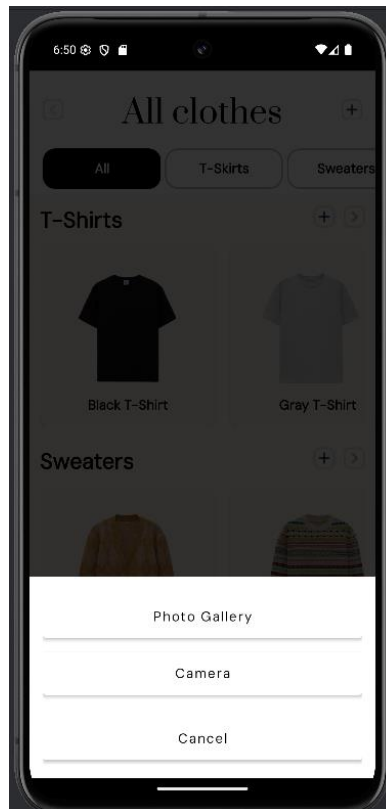 6:50
All clothes
All T-Skirts Sweaters
T-Shirts
Black T-Shirt Gray T-Shirt
Sweaters
Photo Gallery
Camera
Cancel